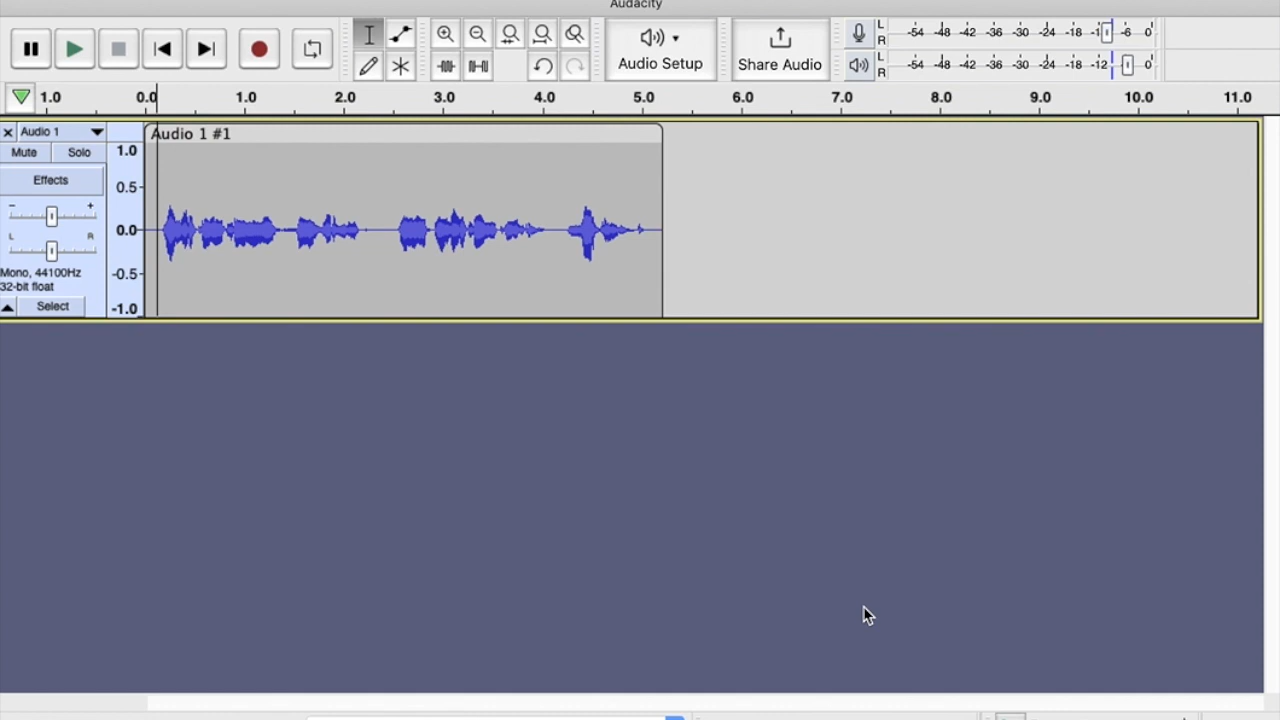 Audacity
Audio Setup
Share Audio
L
R
-54 -48 -42 -36 -30 -24 -18 -6 0
L
R
-54 -48 -42 -36 -30 -24 -18 -12 0
1.0 0.0 1.0 2.0 3.0 4.0 5.0 6.0 7.0 8.0 9.0 10.0 11.0
Audio 1
Audio 1 #1
Mute Solo
Effects
- +
L R
Mono, 44100Hz
32-bit float
Select
1.0
0.5-
0.0-
-0.5-
-1.0